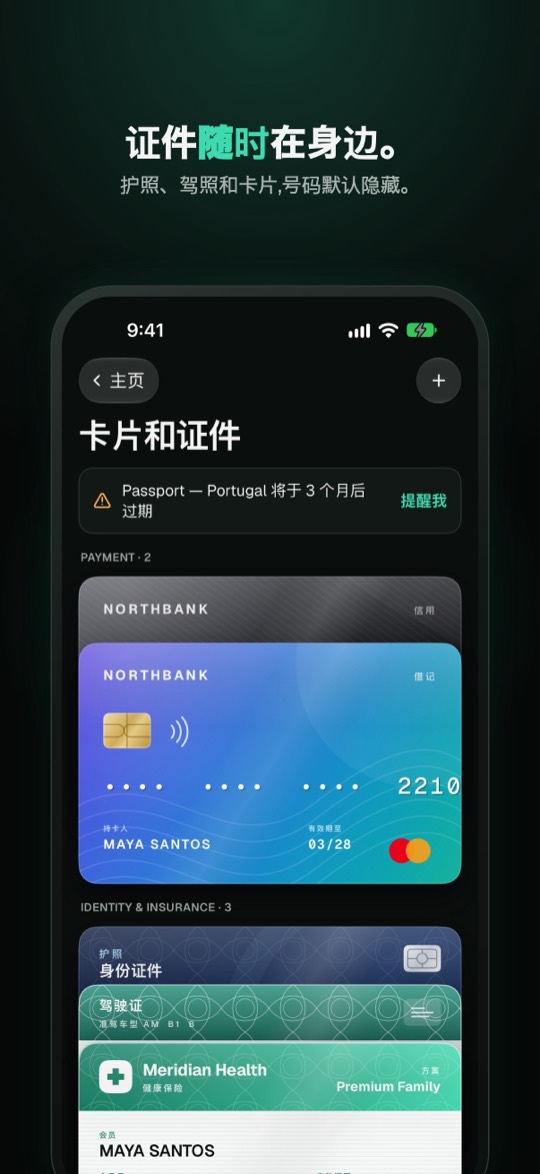 证件随时在身边。
护照、驾照和卡片,号码默认隐藏。
9:41
主页
卡片和证件
Passport — Portugal 将于 3 个月后
过期
提醒我
PAYMENT · 2
NORTHBANK
信用
NORTHBANK
借记
•••• •••• •••• 2210
持卡人
有效期至
MAYA SANTOS
03/28
IDENTITY & INSURANCE · 3
护照
身份证件
驾驶证
准驾车型 AM B1 B
Meridian Health
健康保险
方案
Premium Family
会员
MAYA SANTOS